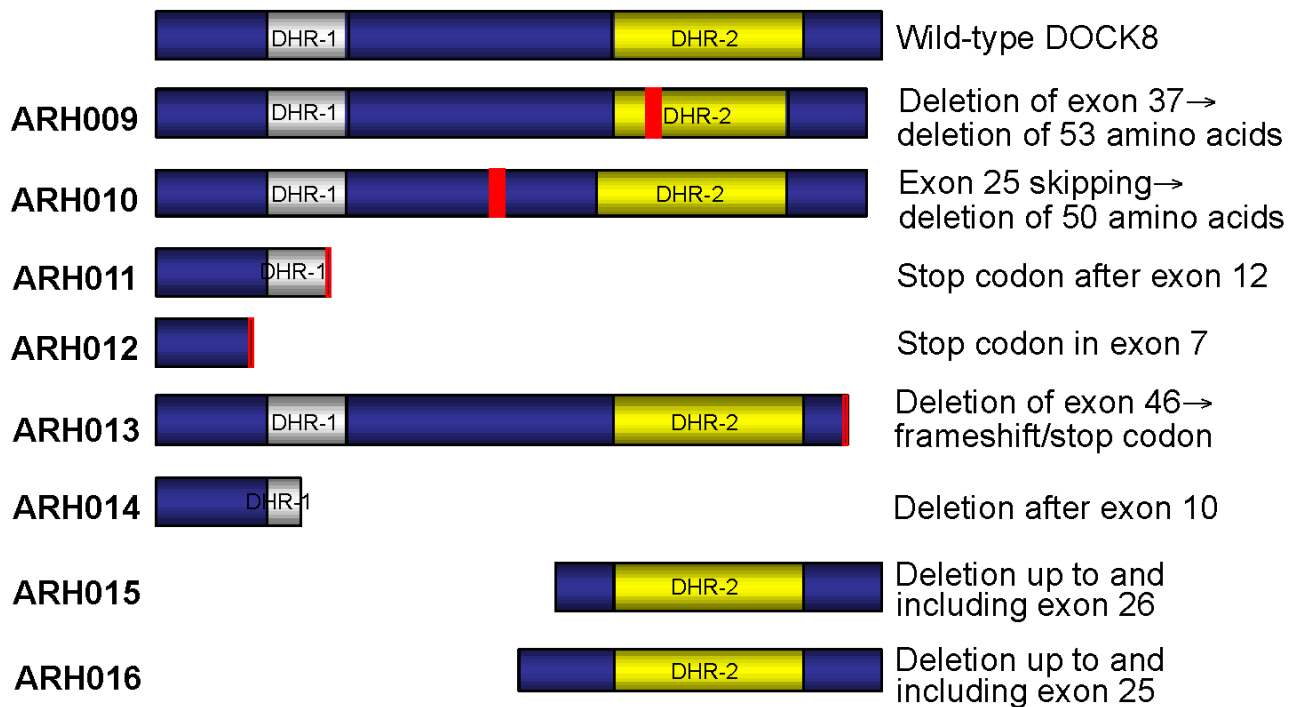 DHR-1 DHR-2 Wild-type DOCK8
ARH009 DHR-1 DHR-2 Deletion of exon 37→
deletion of 53 amino acids
ARH010 DHR-1 DHR-2 Exon 25 skipping→
deletion of 50 amino acids
ARH011 DHR-1 Stop codon after exon 12
ARH012 Stop codon in exon 7
ARH013 DHR-1 DHR-2 Deletion of exon 46→
frameshift/stop codon
ARH014 DHR-1 Deletion after exon 10
ARH015 DHR-2 Deletion up to and
including exon 26
ARH016 DHR-2 Deletion up to and
including exon 25